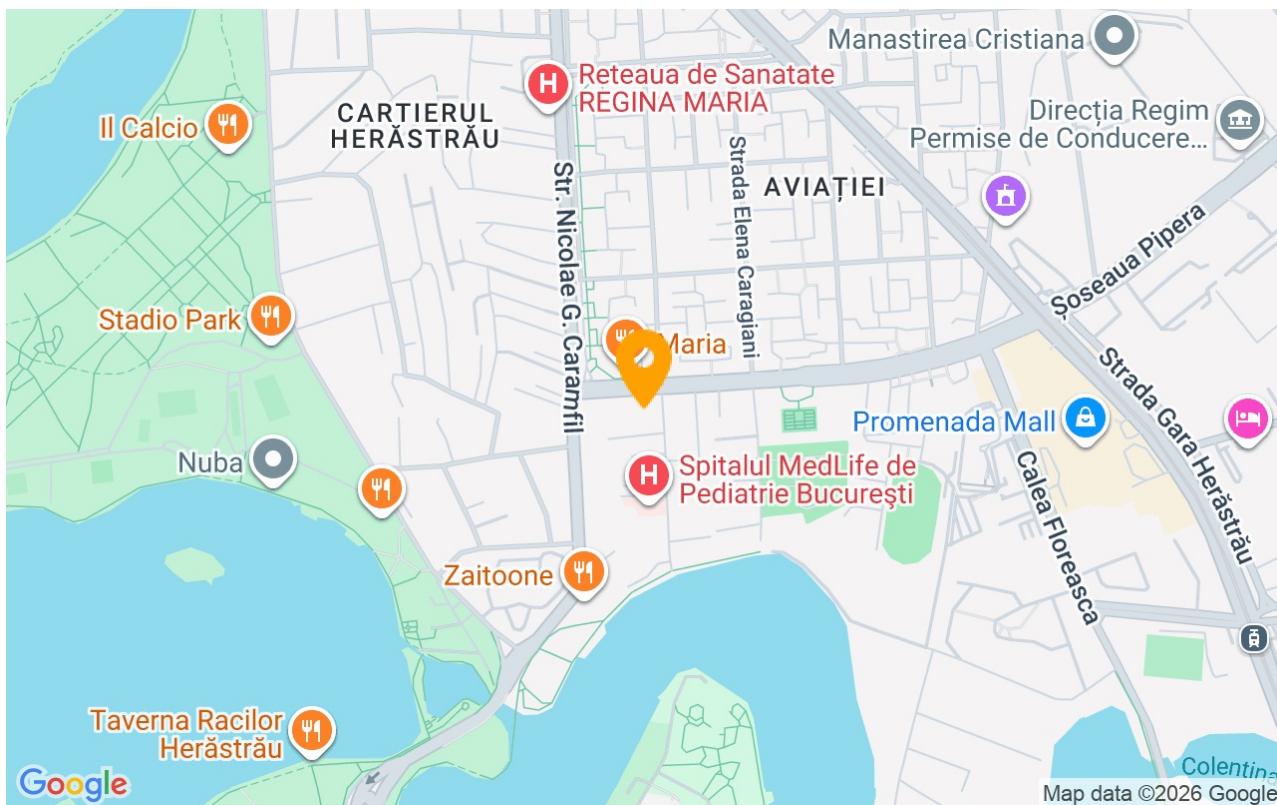 Manastirea Cristiana
Reteaua de Sanatate
REGINA MARIA
CARTIERUL
HERĂSTRĂU
Il Calcio
Direcția Regim
Permise de Conducere...
Strada Elena Caragiani
AVIAȚIEI
Str. Nicolae G. Caramfil
Șoseaua Pipera
Stadio Park
Maria
Strada Gara Herăstrău
Promenada Mall
Nuba
Spitalul MedLife de
Pediatrie Bucureşti
Calea Floreasca
Zaitoone
Taverna Racilor
Herăstrău
Colentina
Google
Map data ©2026 Google